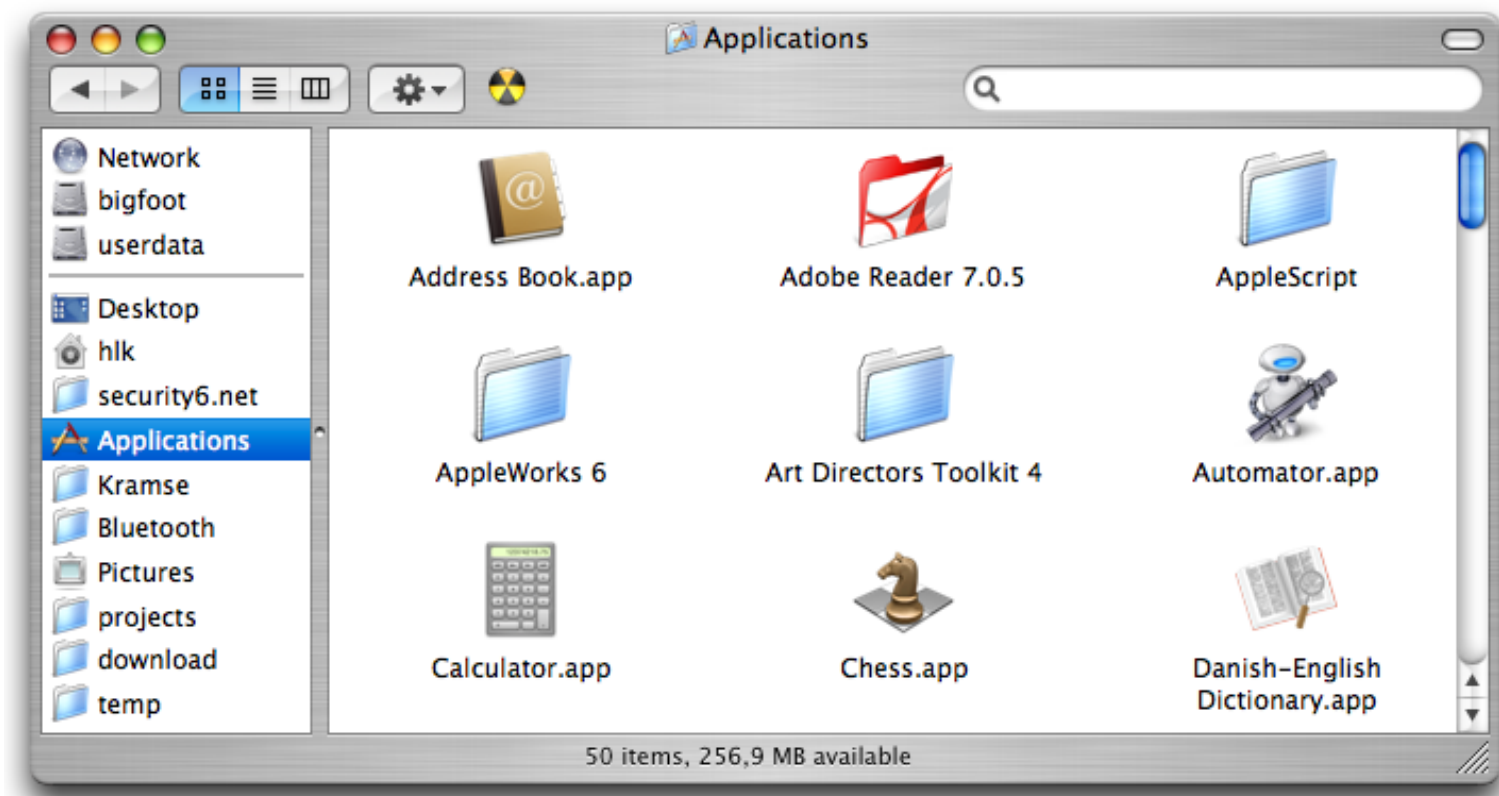 Applications
Network
bigfoot
userdata
Desktop
hlk
security6.net
Applications
Kramse
Bluetooth
Pictures
projects
download
temp
Address Book.app
Adobe Reader 7.0.5
AppleScript
AppleWorks 6
Art Directors Toolkit 4
Automator.app
Calculator.app
Chess.app
Danish-English
Dictionary.app
50 items, 256,9 MB available